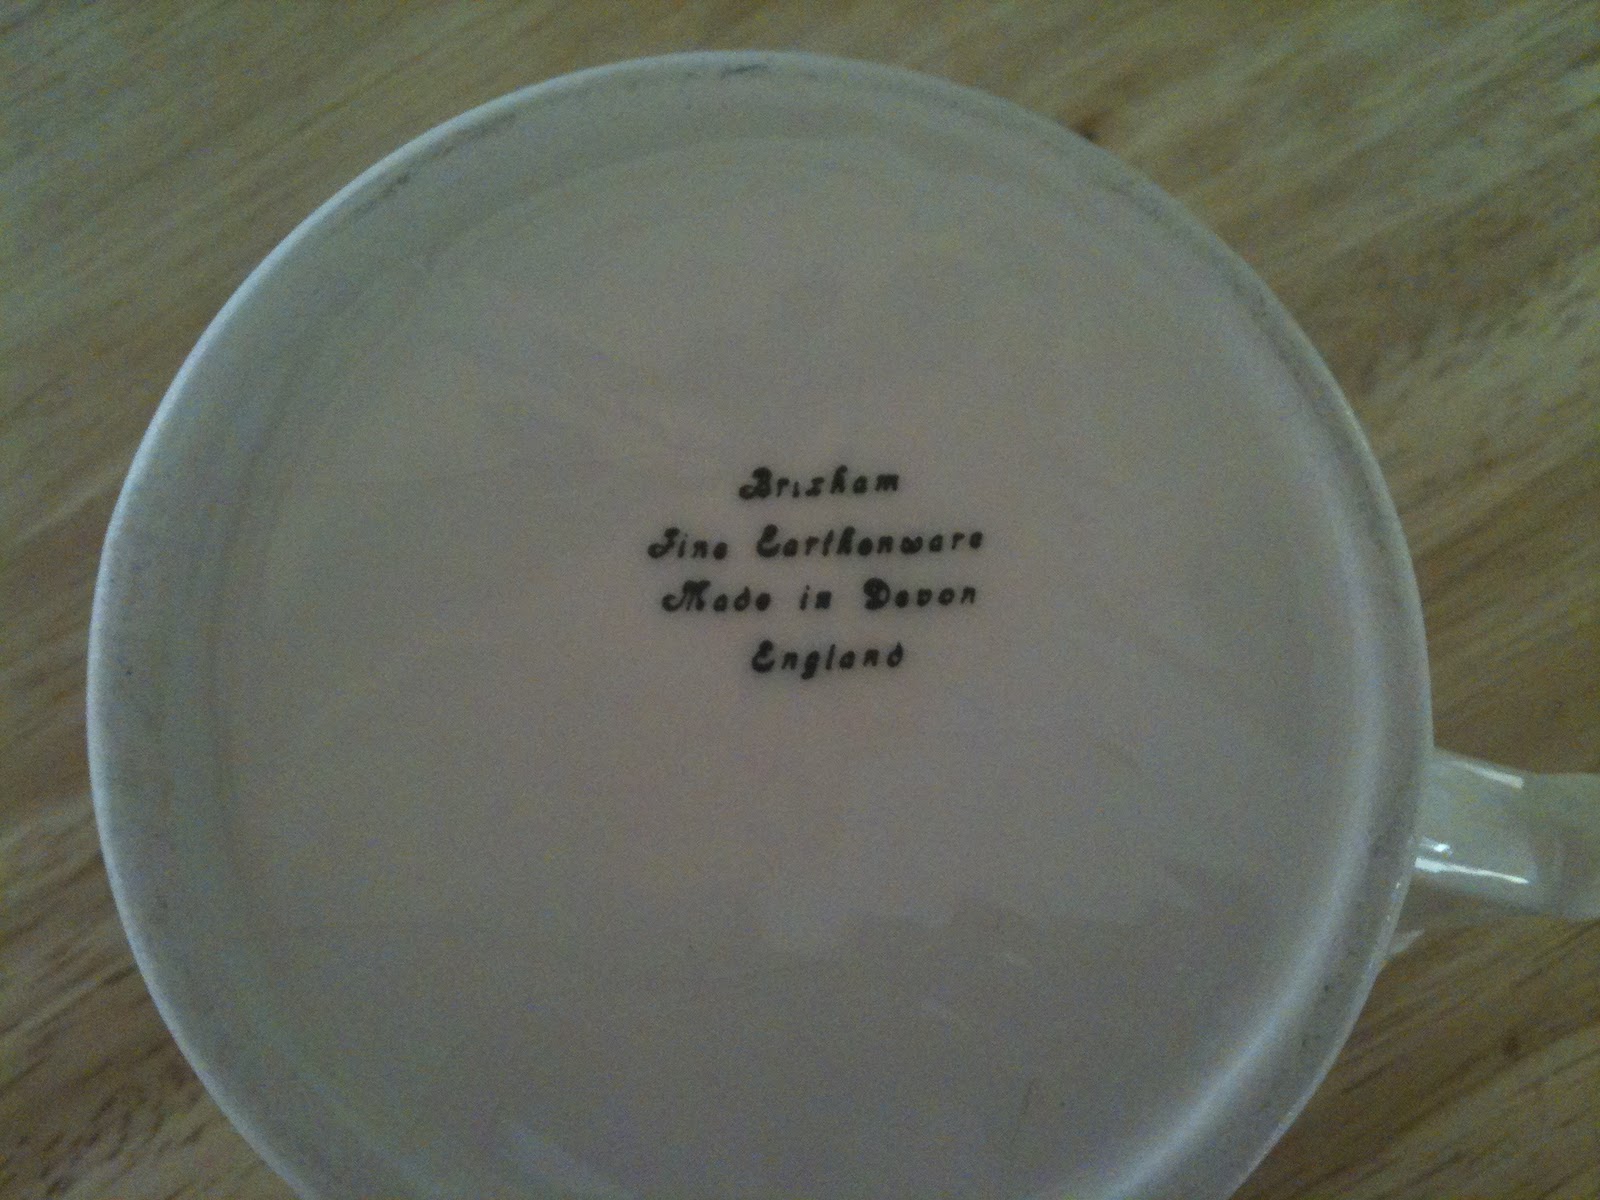 Brixham
Fine Earthenware
Made in Devon
England